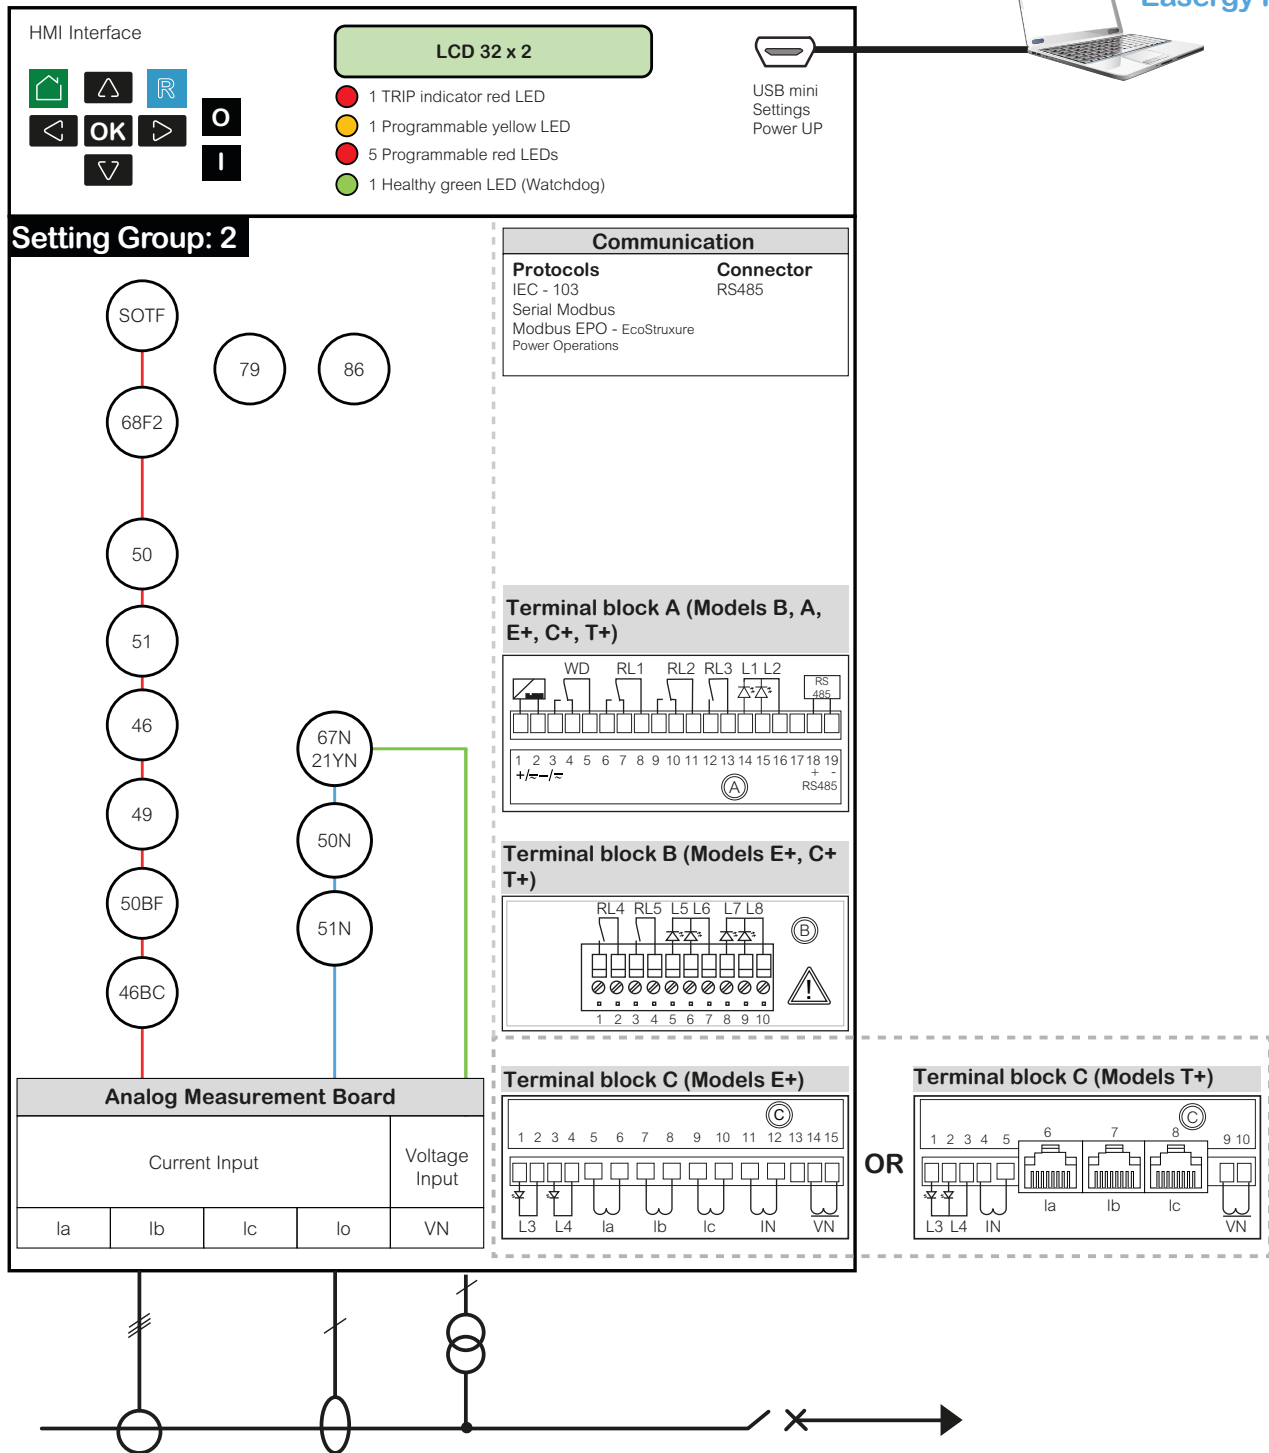 HMI Interface
R
OK
O
I
LCD 32 x 2
1 TRIP indicator red LED
1 Programmable yellow LED
5 Programmable red LEDs
1 Healthy green LED (Watchdog)
USB mini
Settings
Power UP
Setting Group: 2
SOTF
79
86
68F2
50
51
46
49
50BF
46BC
67N
21YN
50N
51N
Communication
Protocols Connector
IEC - 103 RS485
Serial Modbus
Modbus EPO - EcoStruxure
Power Operations
Terminal block A (Models B, A,
E+, C+, T+)
WD RL1 RL2 RL3 L1 L2
RS
485
1 2 3 4 5 6 7 8 9 10 11 12 13 14 15 16 17 18 19
+/≂ −/≂ + -
A RS485
Terminal block B (Models E+, C+
T+)
RL4 RL5 L5 L6 L7 L8
B
1 2 3 4 5 6 7 8 9 10
Analog Measurement Board
Current Input
Voltage
Input
Ia Ib Ic Io VN
Terminal block C (Models E+)
C
1 2 3 4 5 6 7 8 9 10 11 12 13 14 15
L3 L4 Ia Ib Ic IN VN
OR
Terminal block C (Models T+)
C
1 2 3 4 5 6 7 8 9 10
Ia Ib Ic
L3 L4 IN VN